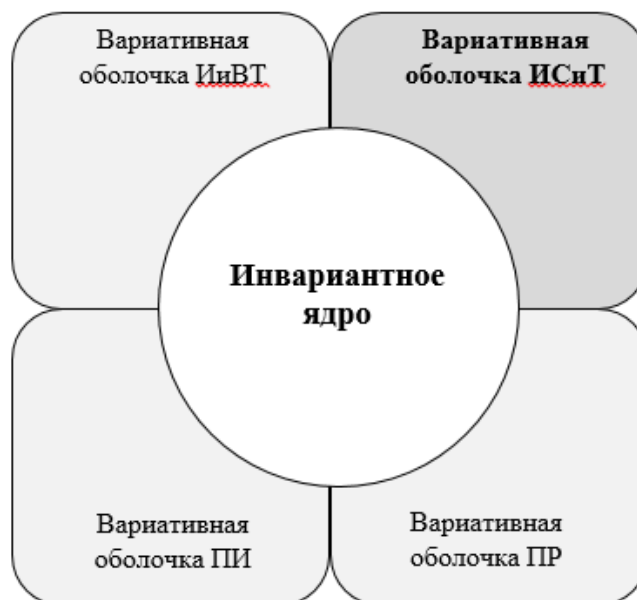 Вариативная
оболочка ИиВТ
Вариативная
оболочка ИСиТ
Инвариантное
ядро
Вариативная
оболочка ПИ
Вариативная
оболочка ПР